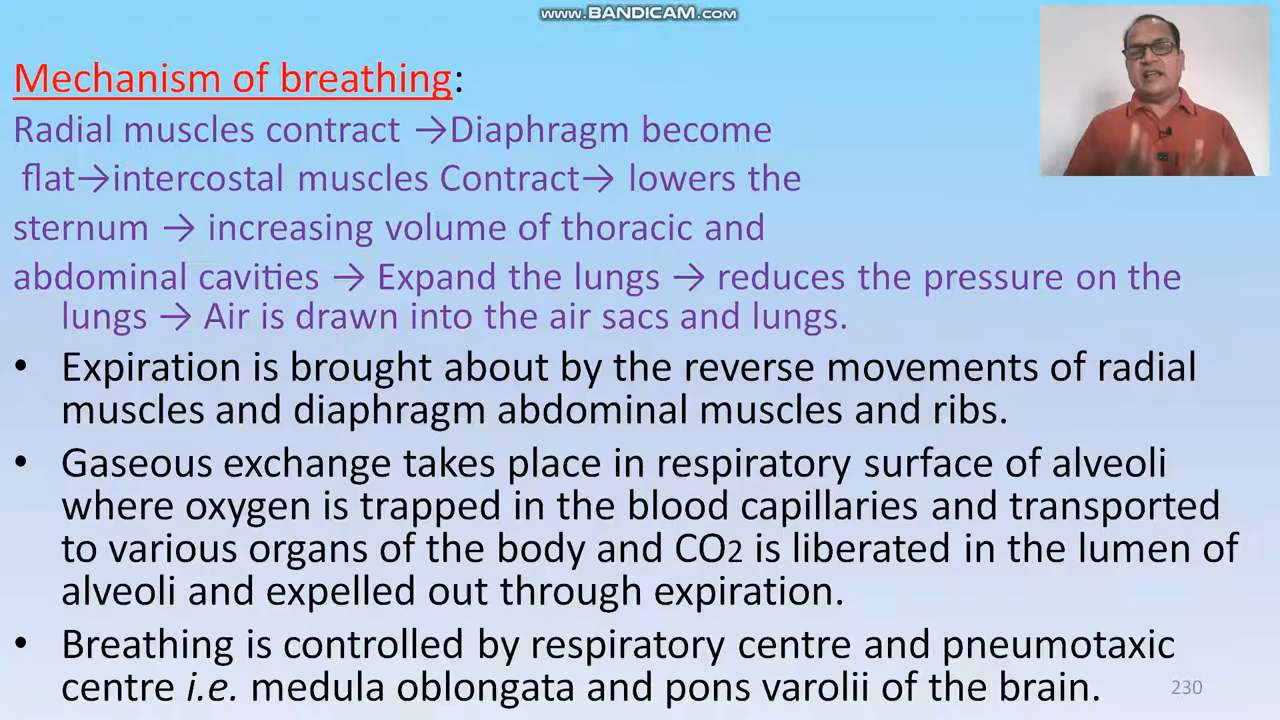 www.BANDICAM.com
Mechanism of breathing:
Radial muscles contract →Diaphragm become
flat→intercostal muscles Contract→ lowers the
sternum → increasing volume of thoracic and
abdominal cavities → Expand the lungs → reduces the pressure on the
lungs → Air is drawn into the air sacs and lungs.
• Expiration is brought about by the reverse movements of radial
muscles and diaphragm abdominal muscles and ribs.
• Gaseous exchange takes place in respiratory surface of alveoli
where oxygen is trapped in the blood capillaries and transported
to various organs of the body and CO2 is liberated in the lumen of
alveoli and expelled out through expiration.
• Breathing is controlled by respiratory centre and pneumotaxic
centre i.e. medula oblongata and pons varolii of the brain.
230